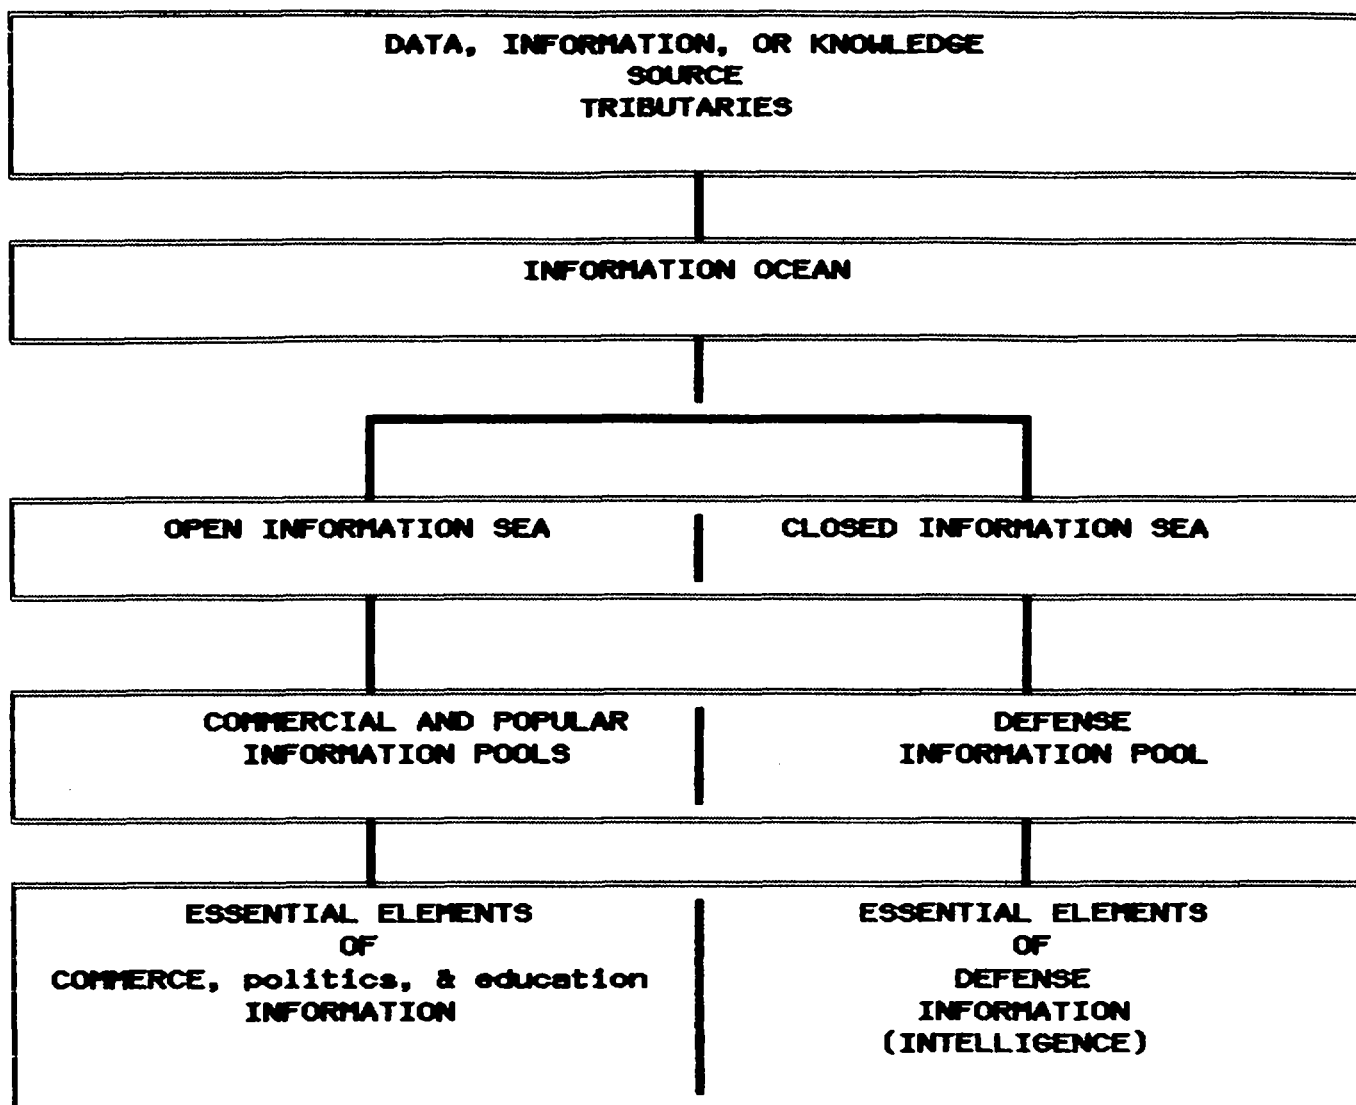 DATA, INFORMATION, OR KNOWLEDGE
SOURCE
TRIBUTARIES
INFORMATION OCEAN
OPEN INFORMATION SEA
CLOSED INFORMATION SEA
COMMERCIAL AND POPULAR
INFORMATION POOLS
DEFENSE
INFORMATION POOL
ESSENTIAL ELEMENTS
OF
COMMERCE, politics, & education
INFORMATION
ESSENTIAL ELEMENTS
OF
DEFENSE
INFORMATION
(INTELLIGENCE)